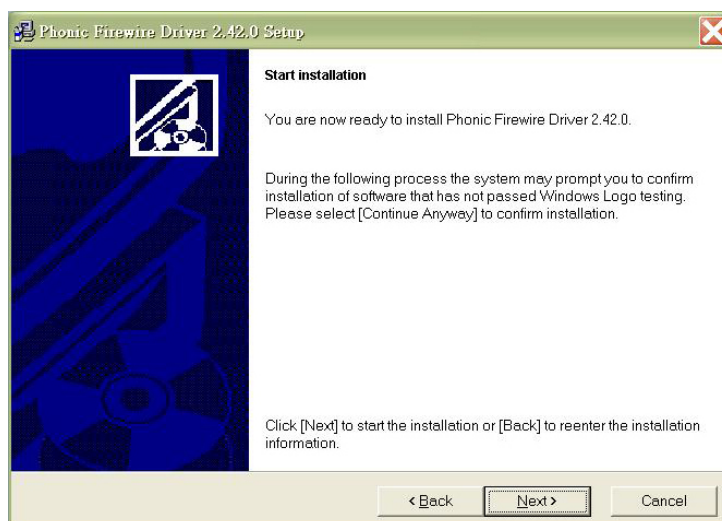 Phonic Firewire Driver 2.42.0 Setup
Start installation
You are now ready to install Phonic Firewire Driver 2.42.0.
During the following process the system may prompt you to confirm
installation of software that has not passed Windows Logo testing.
Please select [Continue Anyway] to confirm installation.
Click [Next] to start the installation or [Back] to reenter the installation
information.
< Back
Next >
Cancel